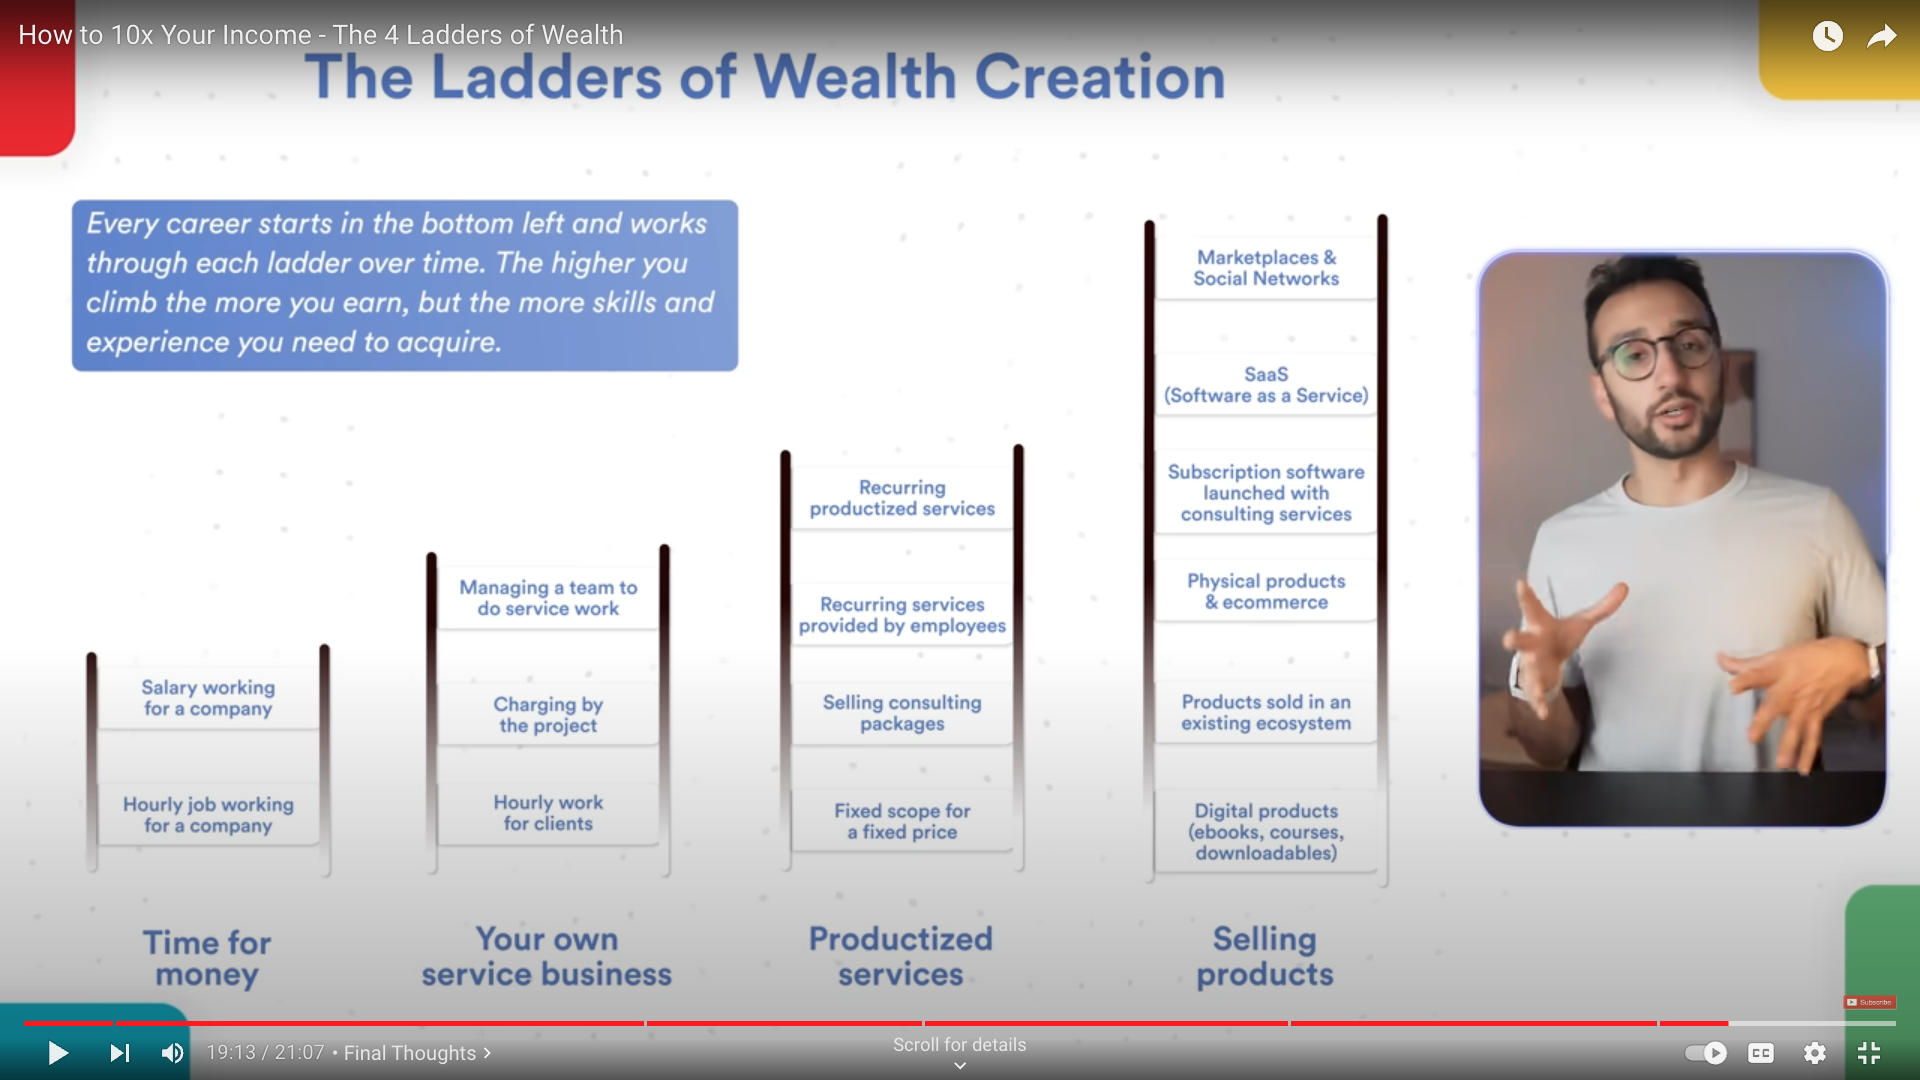 How to 10x Your Income - The 4 Ladders of Wealth
The Ladders of Wealth Creation
Every career starts in the bottom left and works
through each ladder over time. The higher you
climb the more you earn, but the more skills and
experience you need to acquire.
Salary working
for a company
Hourly job working
for a company
Time for
money
Managing a team to
do service work
Charging by
the project
Hourly work
for clients
Your own
service business
Recurring
productized services
Recurring services
provided by employees
Selling consulting
packages
Fixed scope for
a fixed price
Productized
services
Marketplaces &
Social Networks
SaaS
(Software as a Service)
Subscription software
launched with
consulting services
Physical products
& ecommerce
Products sold in an
existing ecosystem
Digital products
(ebooks, courses,
downloadables)
Selling
products
Subscribe
19:13 / 21:07 • Final Thoughts
Scroll for details
CC